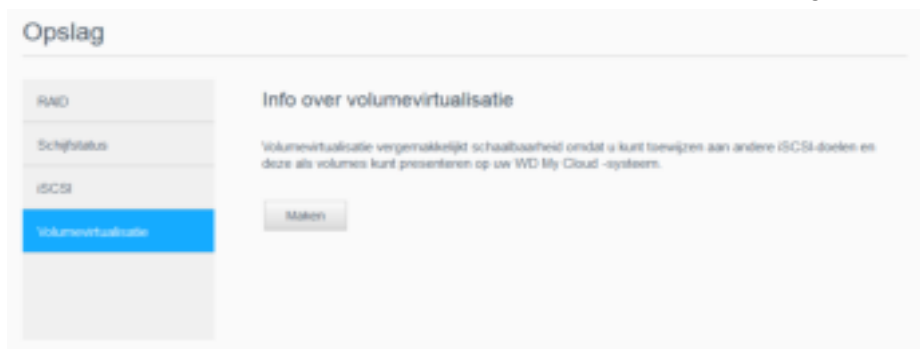 Opslag
RAID
Schijfstatus
iSCSI
Volumevirtualisatie
Info over volumevirtualisatie
Volumevirtualisatie vergemakkelijkt schaalbaarheid omdat u kunt toewijzen aan andere iSCSI-doelen en
deze als volumes kunt presenteren op uw WD My Cloud -systeem.
Maken